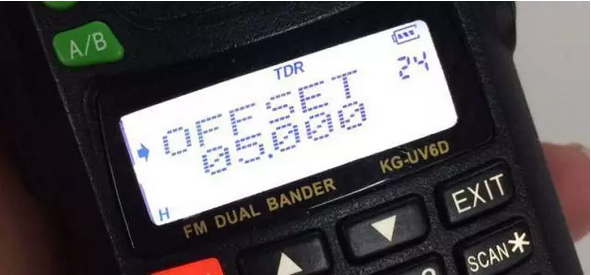 A/B
TDR
24
OFFSET
05.000
H
FM DUAL BANDER
KG-UV6D
EXIT
SCAN*